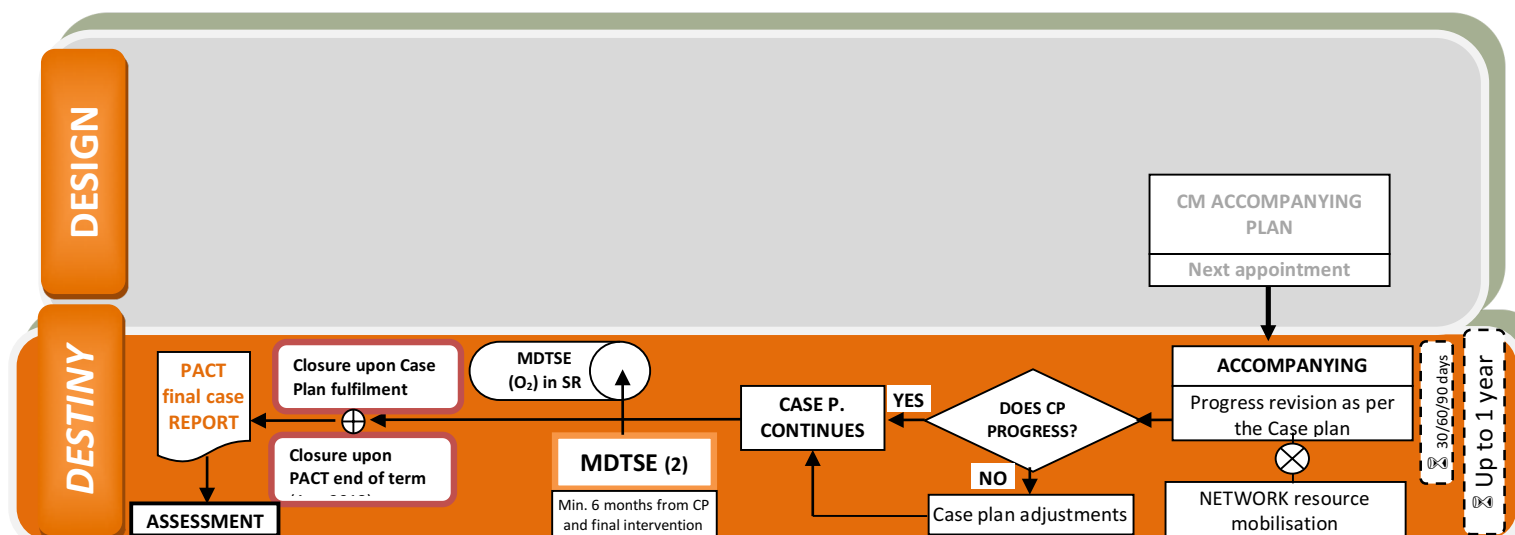 DESIGN
CM ACCOMPANYING
PLAN
Next appointment
DESTINY
PACT
final case
REPORT
ASSESSMENT
Closure upon Case
Plan fulfilment
Closure upon
PACT end of term
MDTSE
(O₂) in SR
MDTSE (2)
Min. 6 months from CP
and final intervention
CASE P.
CONTINUES
YES
DOES CP
PROGRESS?
NO
Case plan adjustments
ACCOMPANYING
Progress revision as per
the Case plan
NETWORK resource
mobilisation
30/60/90 days
Up to 1 year